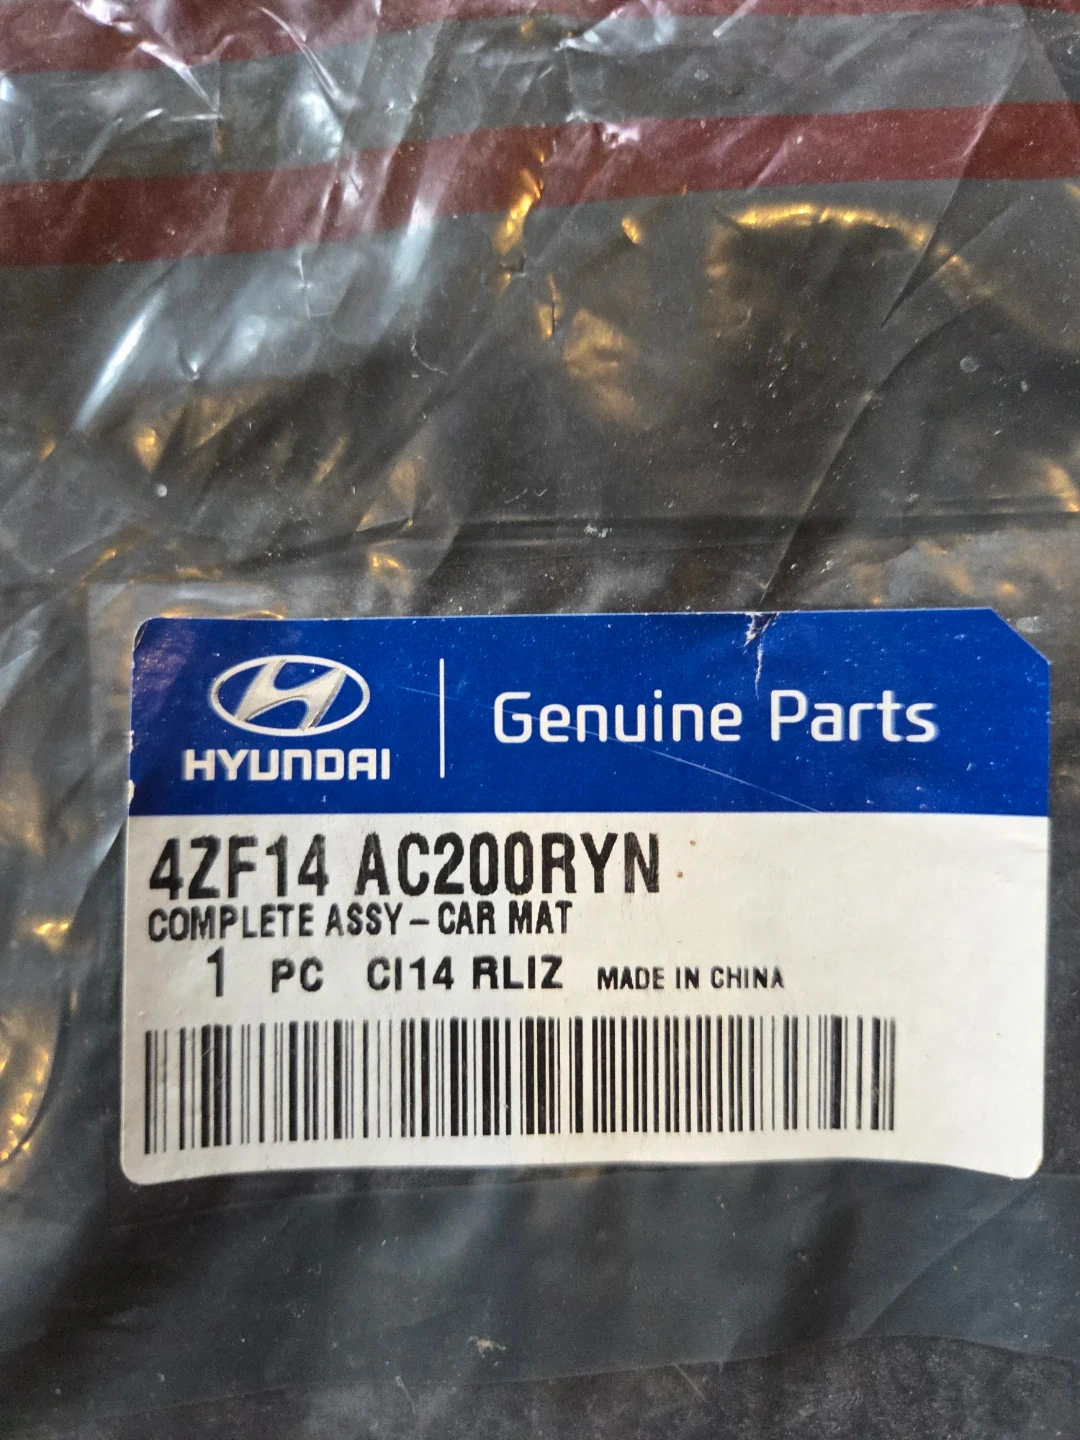 HYUNDAI
Genuine Parts
4ZF14 AC200RYN
COMPLETE ASSY-CAR MAT
1 PC CI14 RLIZ MADE IN CHINA